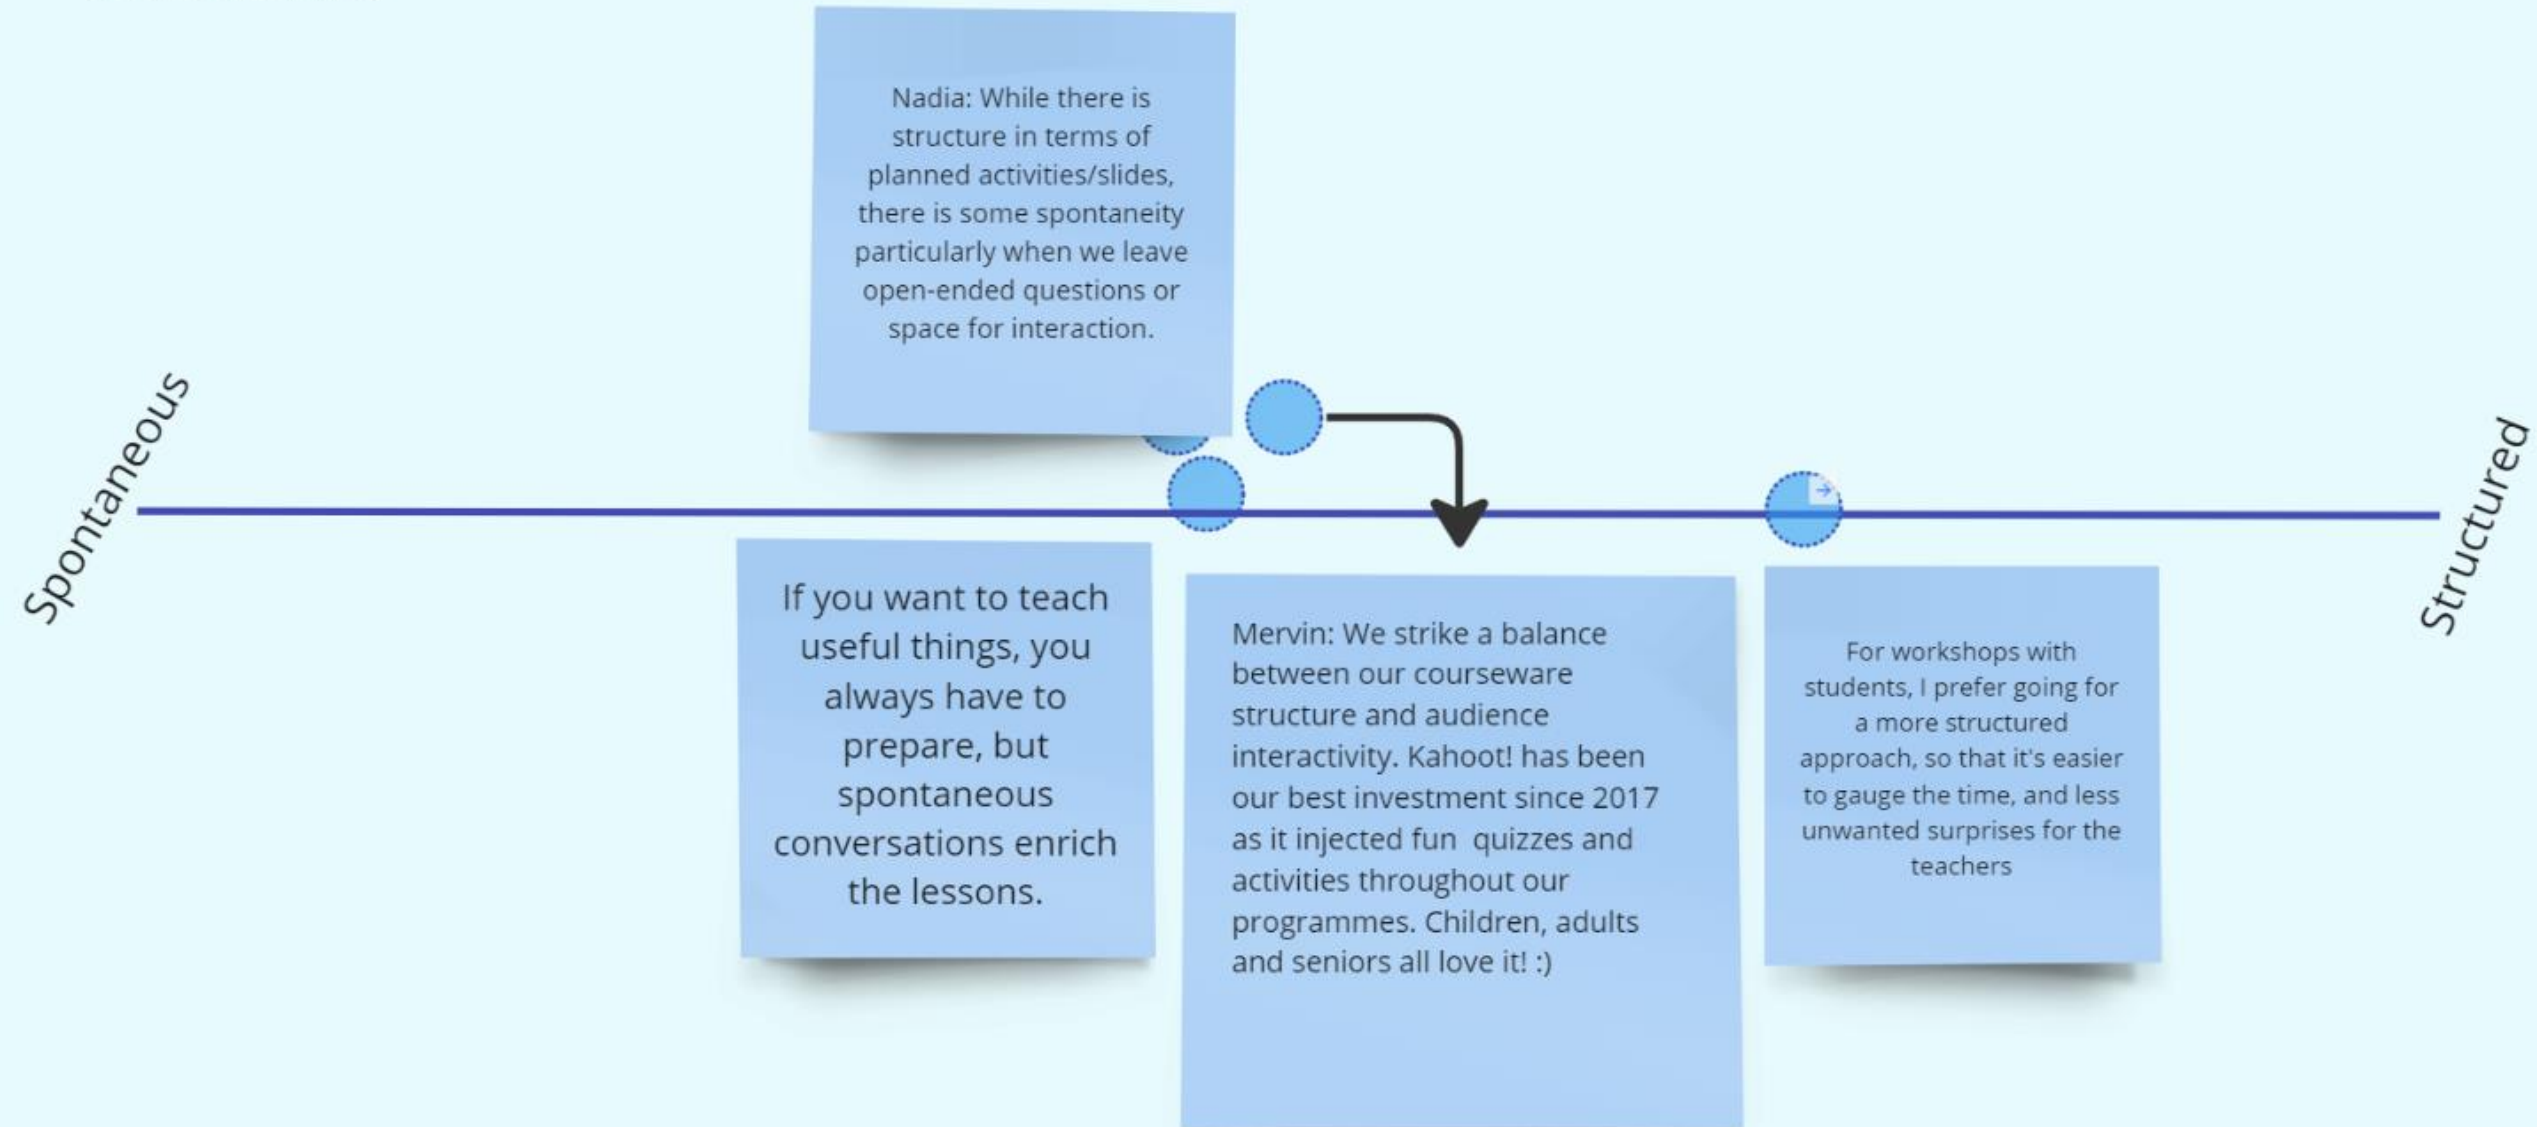 Nadia: While there is
structure in terms of
planned activities/slides,
there is some spontaneity
particularly when we leave
open-ended questions or
space for interaction.
Spontaneous
Structured
If you want to teach
useful things, you
always have to
prepare, but
spontaneous
conversations enrich
the lessons.
Mervin: We strike a balance
between our courseware
structure and audience
interactivity. Kahoot! has been
our best investment since 2017
as it injected fun  quizzes and
activities throughout our
programmes. Children, adults
and seniors all love it! :)
For workshops with
students, I prefer going for
a more structured
approach, so that it's easier
to gauge the time, and less
unwanted surprises for the
teachers